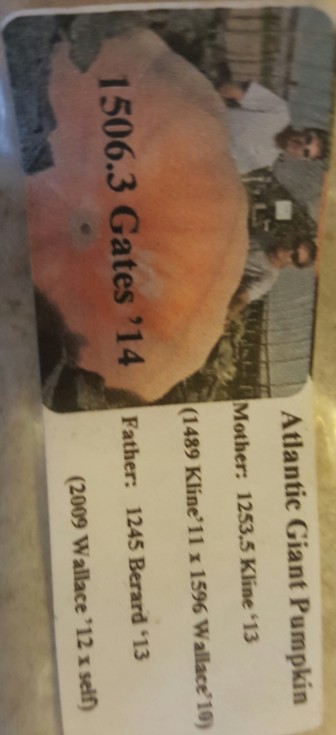 Atlantic Giant Pumpkin
1506.3 Gates '14
Mother: 1253.5 Kline '13
(1489 Kline'11 x 1596 Wallace'10)
Father: 1245 Berard '13
(2009 Wallace '12 x self)